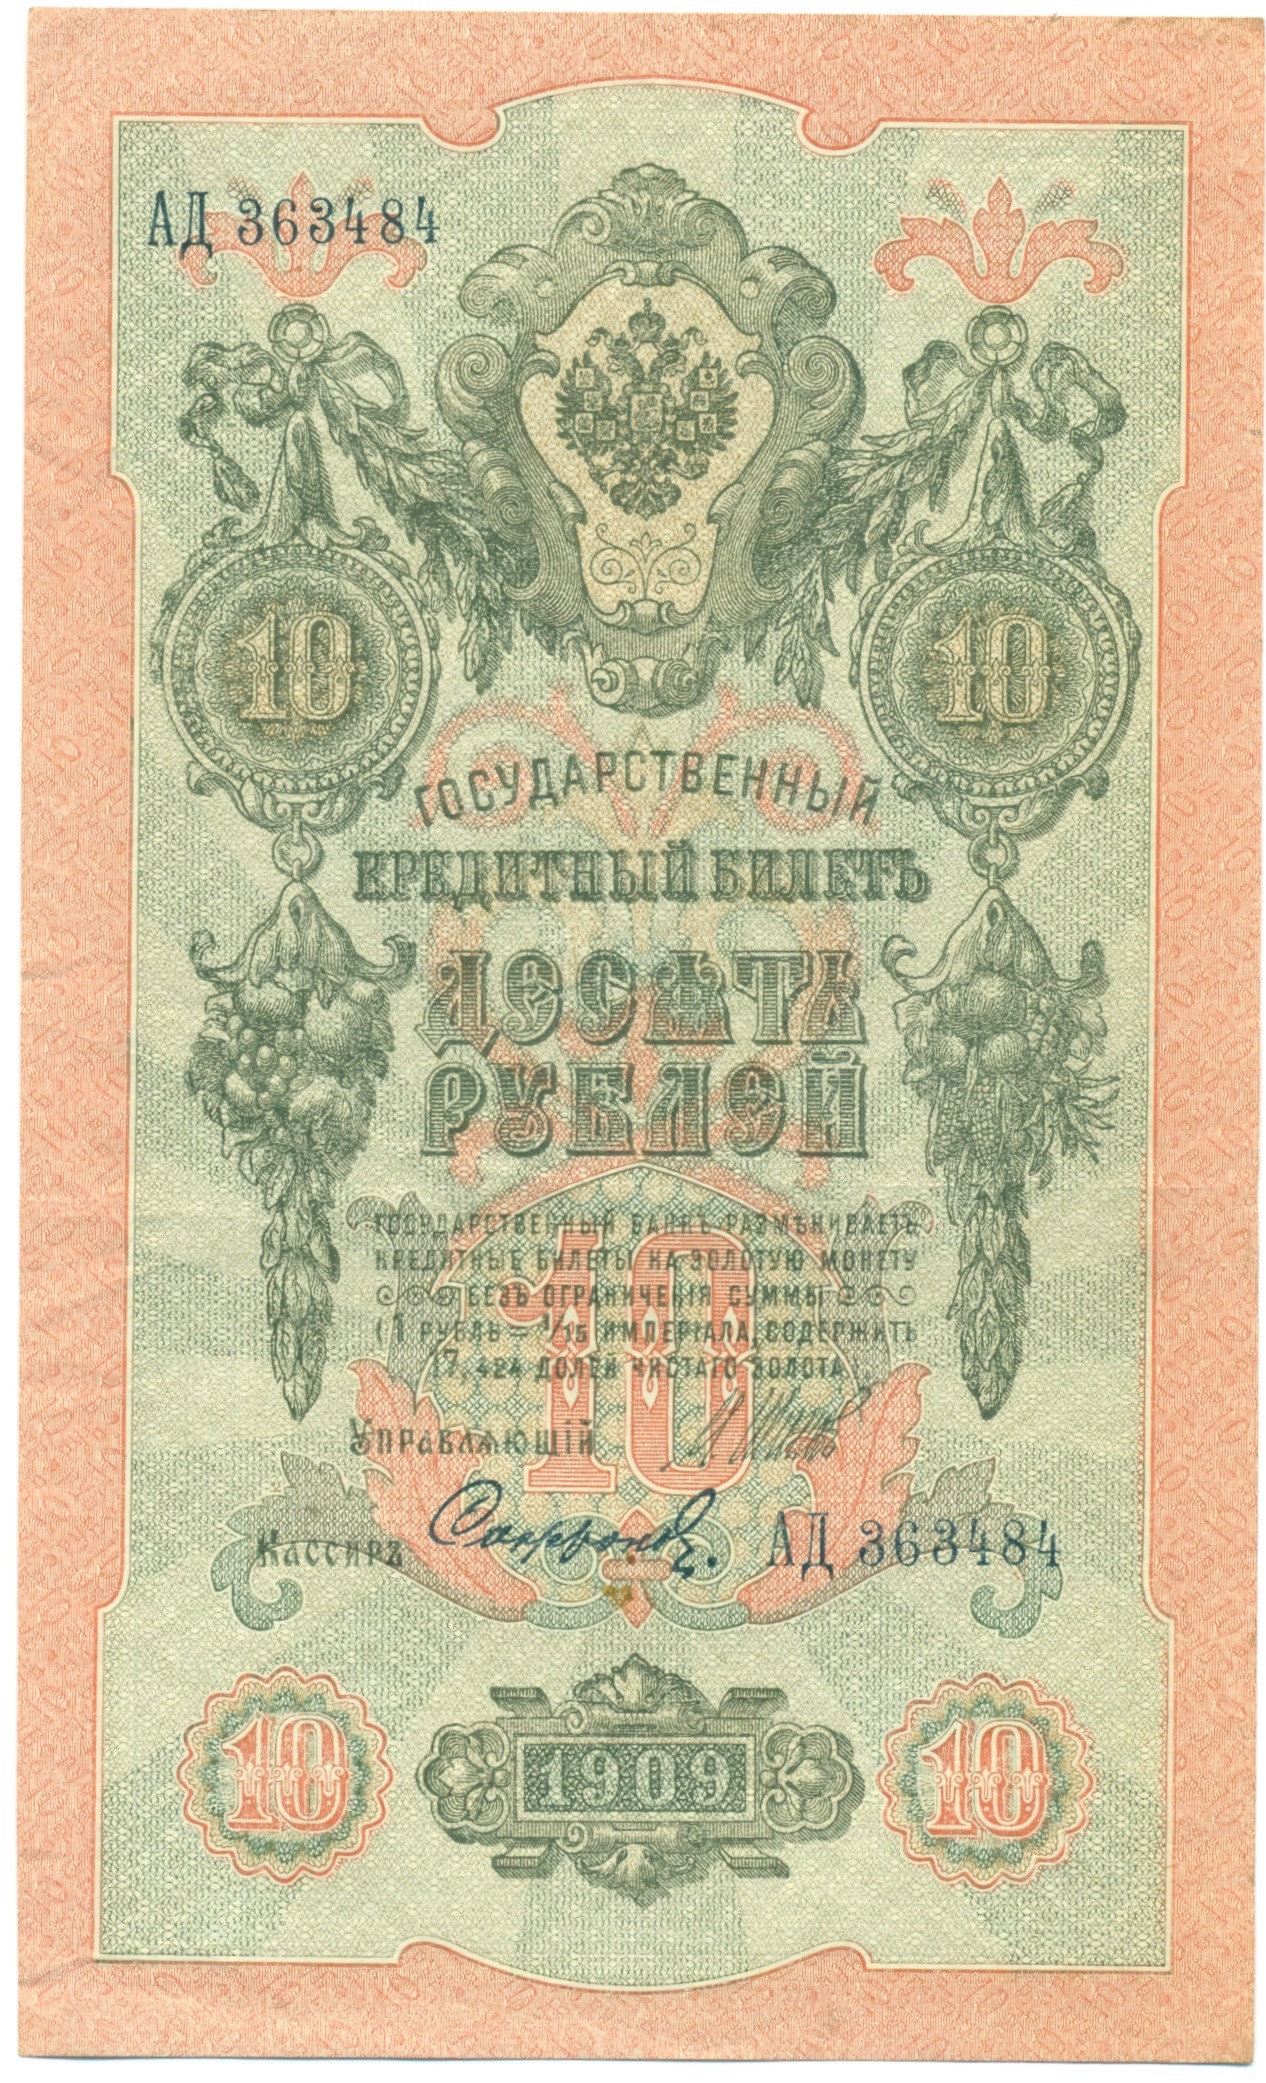 АД 363484
10 10
ГОСУДАРСТВЕННЫЙ
КРЕДИТНЫЙ БИЛЕТЪ
ДЕСЯТЬ
РУБЛЕЙ
10
ГОСУДАРСТВЕННЫЙ БАНКЪ РАЗМѢНИВАЕТЪ
КРЕДИТНЫЕ БИЛЕТЫ НА ЗОЛОТУЮ МОНЕТУ
БЕЗЪ ОГРАНИЧЕНІЯ СУММЫ
(1 РУБЛЬ = 1/15 ИМПЕРІАЛА, СОДЕРЖИТЪ
17,424 ДОЛЕЙ ЧИСТАГО ЗОЛОТА
Управляющій
Кассиръ Софронов АД 363484
10 1909 10